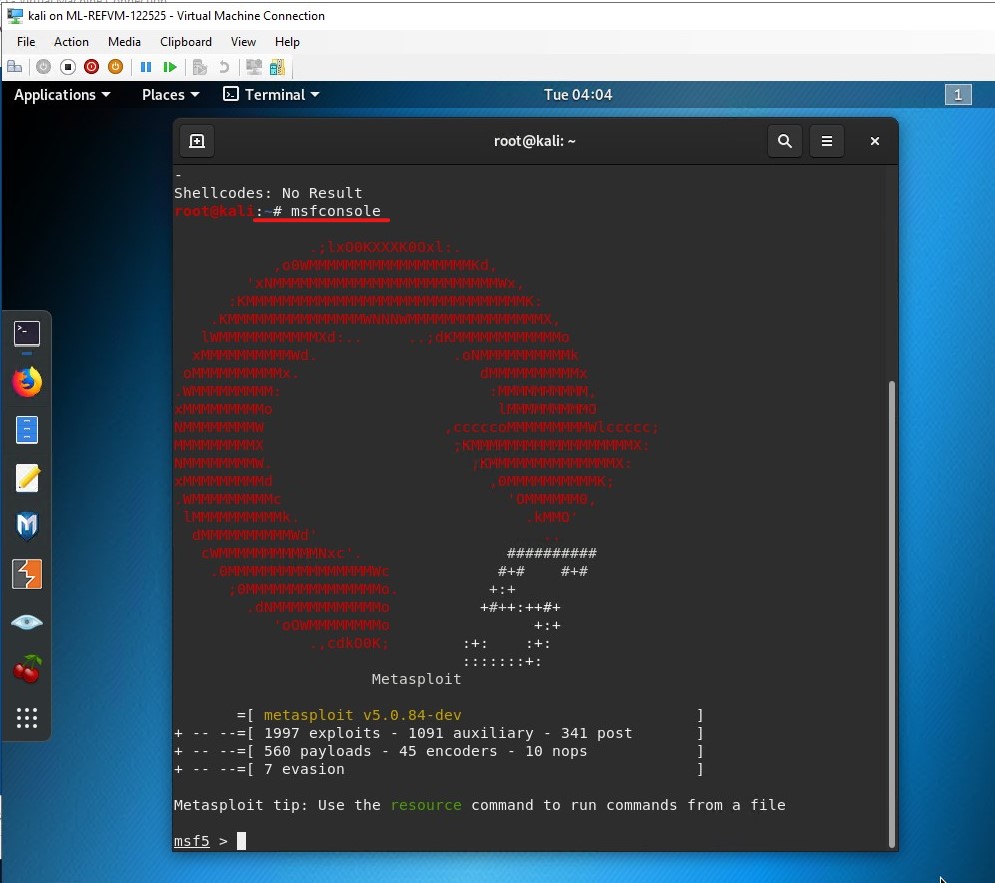 kali on ML-REFVM-122525 - Virtual Machine Connection
File Action Media Clipboard View Help
Applications Places Terminal Tue 04:04 1
root@kali: ~
-
Shellcodes: No Result
root@kali:~# msfconsole
.;lxO0KXXXK0Oxl:.
,o0WMMMMMMMMMMMMMMMMMMKd,
'xNMMMMMMMMMMMMMMMMMMMMMMMMMWx,
:KMMMMMMMMMMMMMMMMMMMMMMMMMMMMMMMK:
.KMMMMMMMMMMMMMMMWNNNWMMMMMMMMMMMMMMMX,
lWMMMMMMMMMMMXd:..     ..;dKMMMMMMMMMMMMo
xMMMMMMMMMMWd.               .oNMMMMMMMMMMk
oMMMMMMMMMMx.                    dMMMMMMMMMMx
.WMMMMMMMMM:                       :MMMMMMMMMM,
xMMMMMMMMMo                         lMMMMMMMMMO
NMMMMMMMMW                    ,cccccoMMMMMMMMMWlccccc;
MMMMMMMMMX                     ;KMMMMMMMMMMMMMMMMMMX:
NMMMMMMMMW.                      ;KMMMMMMMMMMMMMMX:
xMMMMMMMMMd                        ,0MMMMMMMMMMK;
.WMMMMMMMMMc                         'OMMMMMM0,
lMMMMMMMMMMk.                         .kMMO'
dMMMMMMMMMMWd'                         ..
cWMMMMMMMMMMMNxc'.                ##########
.0MMMMMMMMMMMMMMMMWc            #+#    #+#
;0MMMMMMMMMMMMMMMo.          +:+
.dNMMMMMMMMMMMMo          +#++:++#+
'oOWMMMMMMMMo                +:+
.,cdkO0K;        :+:    :+:
:::::::+:
Metasploit
=[ metasploit v5.0.84-dev                          ]
+ -- --=[ 1997 exploits - 1091 auxiliary - 341 post       ]
+ -- --=[ 560 payloads - 45 encoders - 10 nops            ]
+ -- --=[ 7 evasion                                       ]
Metasploit tip: Use the resource command to run commands from a file
msf5 >